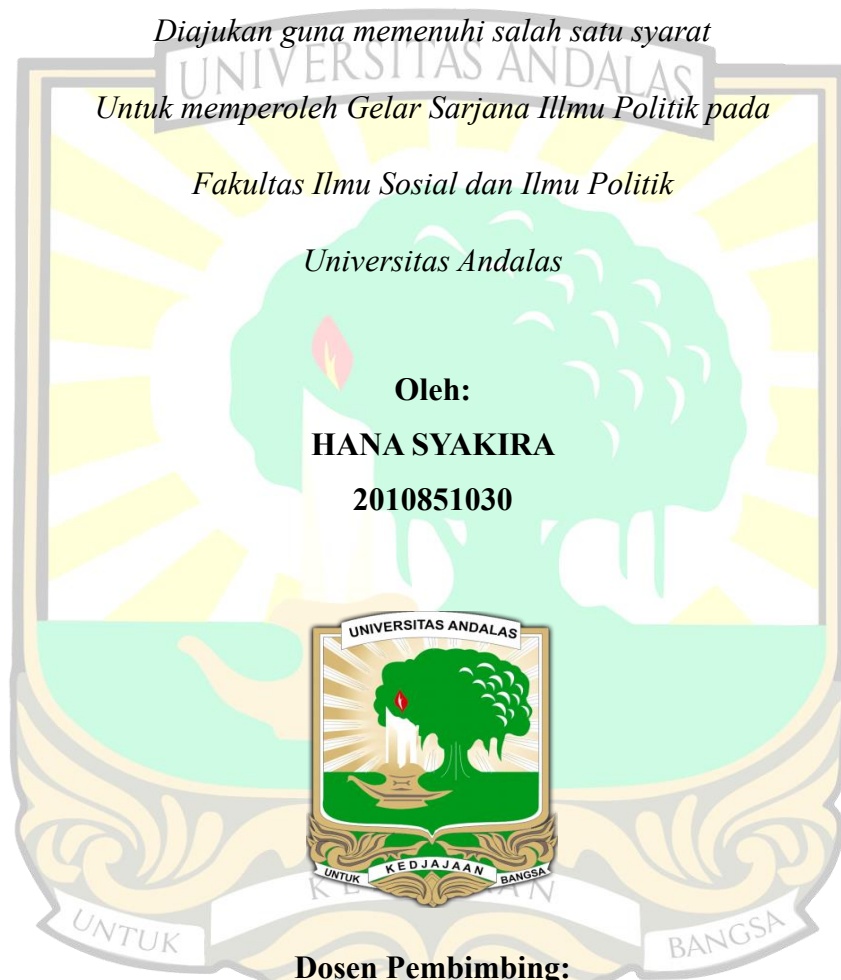 Diajukan guna memenuhi salah satu syarat
UNIVERSITAS ANDALAS
Untuk memperoleh Gelar Sarjana Illmu Politik pada
Fakultas Ilmu Sosial dan Ilmu Politik
Universitas Andalas
Oleh:
HANA SYAKIRA
2010851030
UNIVERSITAS ANDALAS
UNTUK KEDJAJAAN BANGSA
UNTUK BANGSA
Dosen Pembimbing: